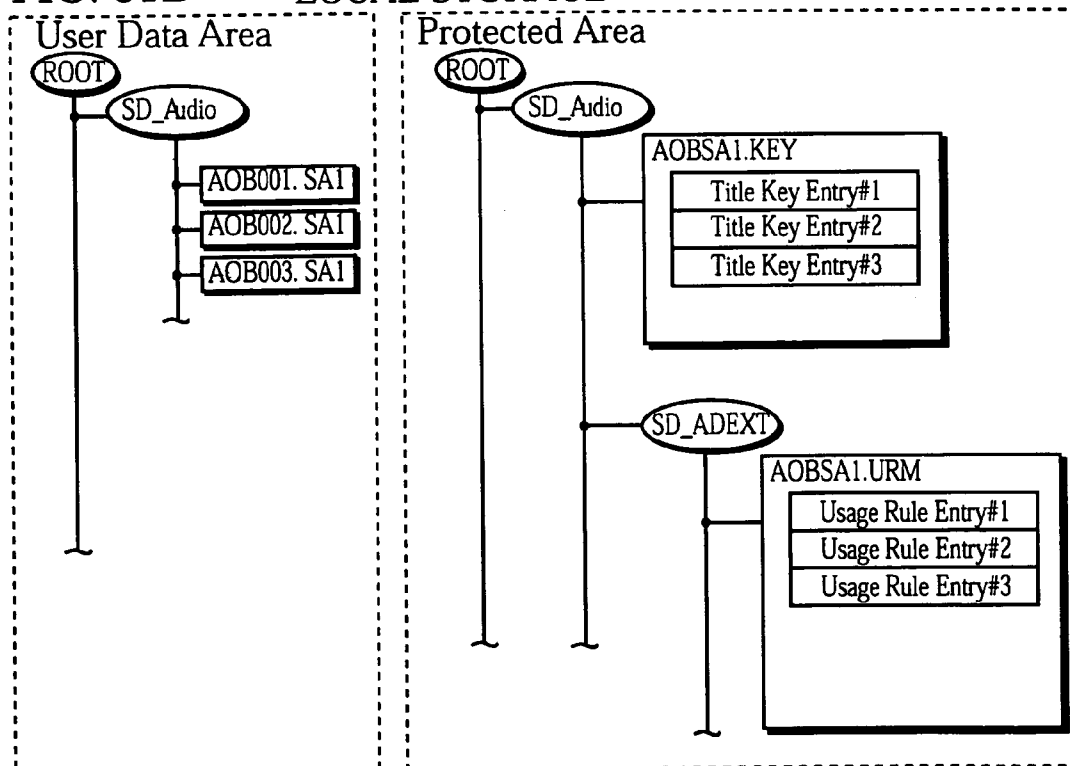 User Data Area
ROOT
SD_Audio
AOB001. SA1
AOB002. SA1
AOB003. SA1
Protected Area
ROOT
SD_Audio
AOBSA1.KEY
Title Key Entry#1
Title Key Entry#2
Title Key Entry#3
SD_ADEXT
AOBSA1.URM
Usage Rule Entry#1
Usage Rule Entry#2
Usage Rule Entry#3